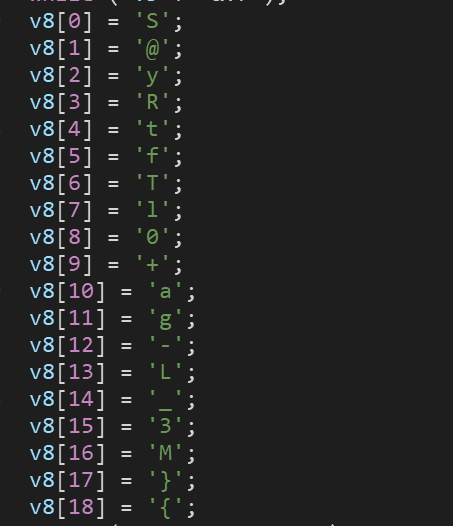 v8[0] = 'S';
v8[1] = '@';
v8[2] = 'y';
v8[3] = 'R';
v8[4] = 't';
v8[5] = 'f';
v8[6] = 'T';
v8[7] = 'l';
v8[8] = '0';
v8[9] = '+';
v8[10] = 'a';
v8[11] = 'g';
v8[12] = '-';
v8[13] = 'L';
v8[14] = '_';
v8[15] = '3';
v8[16] = 'M';
v8[17] = '}';
v8[18] = '{';